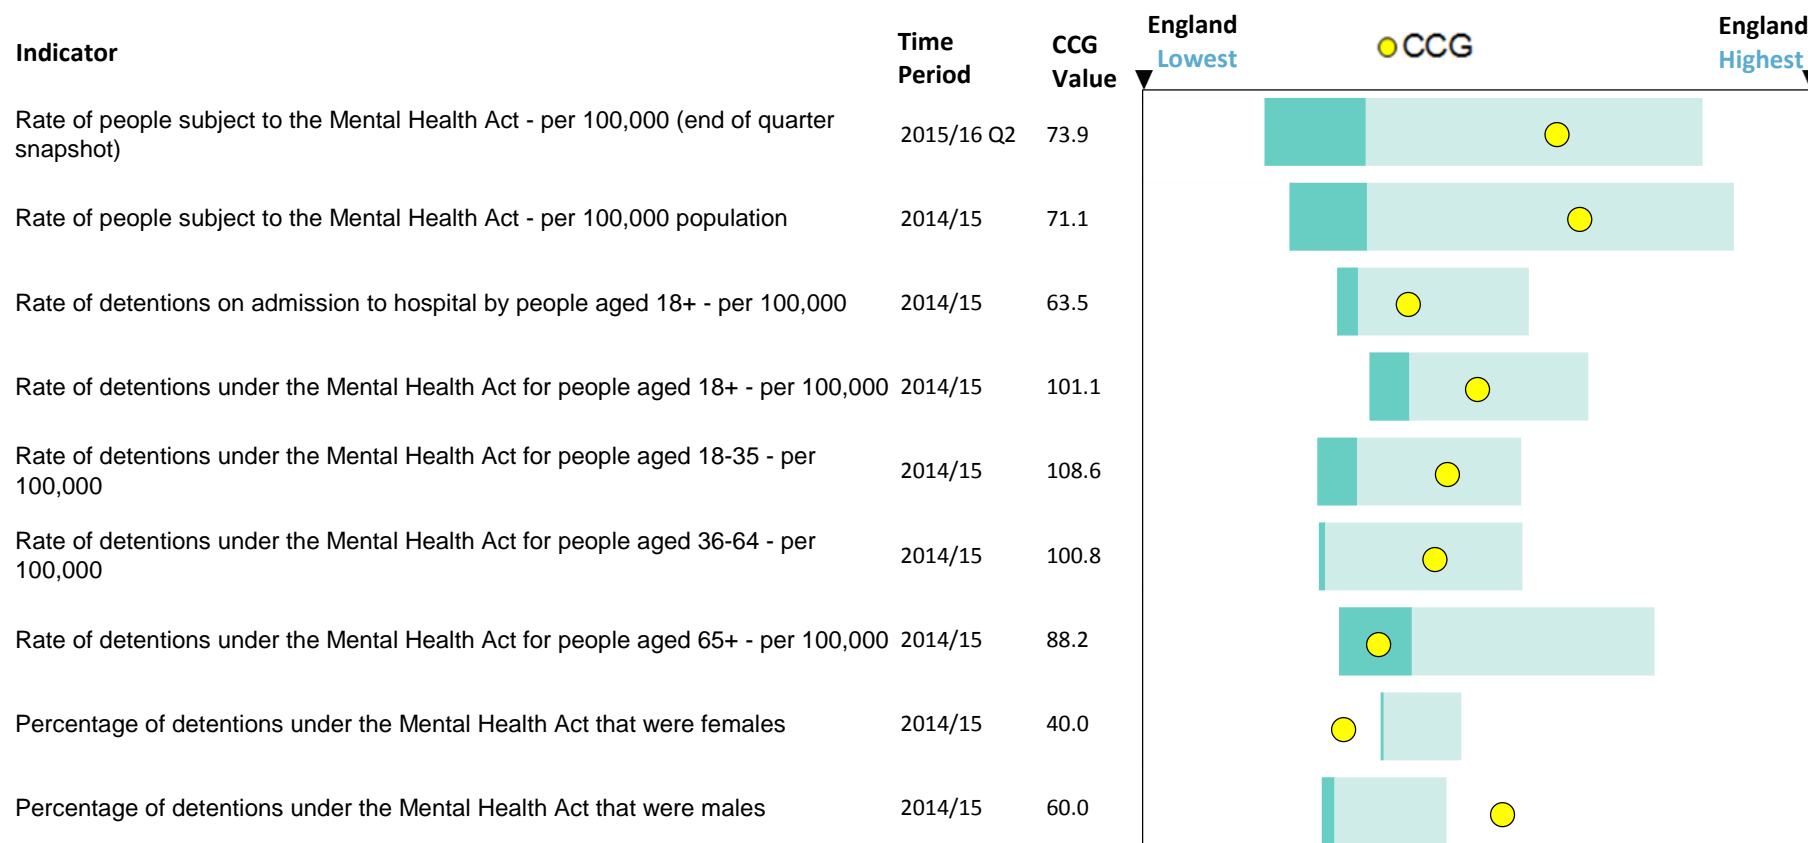 Indicator
Time
Period
CCG
Value
England
Lowest
CCG
England
Highest
Rate of people subject to the Mental Health Act - per 100,000 (end of quarter
snapshot)
2015/16 Q2
73.9
Rate of people subject to the Mental Health Act - per 100,000 population
2014/15
71.1
Rate of detentions on admission to hospital by people aged 18+ - per 100,000
2014/15
63.5
Rate of detentions under the Mental Health Act for people aged 18+ - per 100,000
2014/15
101.1
Rate of detentions under the Mental Health Act for people aged 18-35 - per
100,000
2014/15
108.6
Rate of detentions under the Mental Health Act for people aged 36-64 - per
100,000
2014/15
100.8
Rate of detentions under the Mental Health Act for people aged 65+ - per 100,000
2014/15
88.2
Percentage of detentions under the Mental Health Act that were females
2014/15
40.0
Percentage of detentions under the Mental Health Act that were males
2014/15
60.0